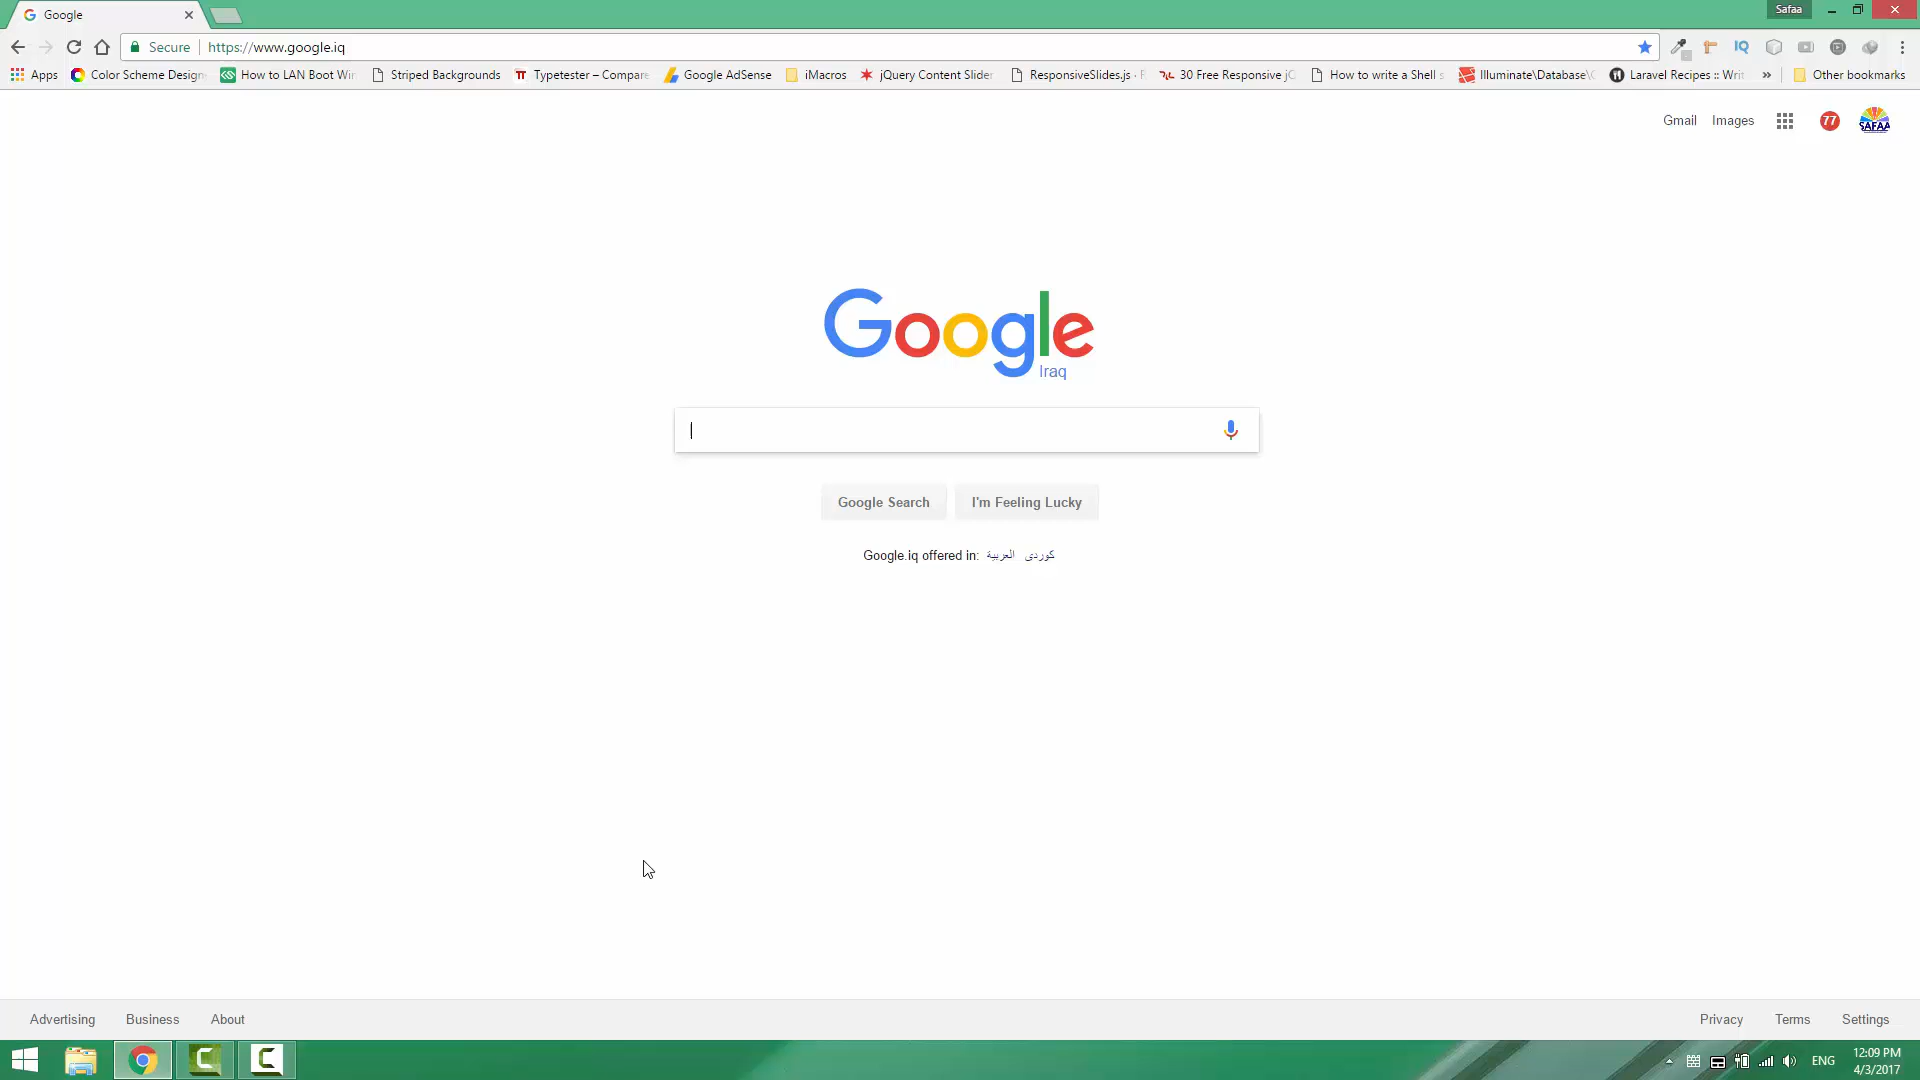 Google
Safaa
Secure https://www.google.iq
Apps Color Scheme Design How to LAN Boot Win Striped Backgrounds Typetester – Compare Google AdSense iMacros jQuery Content Slider ResponsiveSlides.js · 30 Free Responsive jQ How to write a Shell s Illuminate\Database\ Laravel Recipes :: Writ » Other bookmarks
Gmail Images 77 SAFAA
Google
Iraq
Google Search I'm Feeling Lucky
Google.iq offered in: العربية كوردی
Advertising Business About Privacy Terms Settings
ENG 12:09 PM
4/3/2017